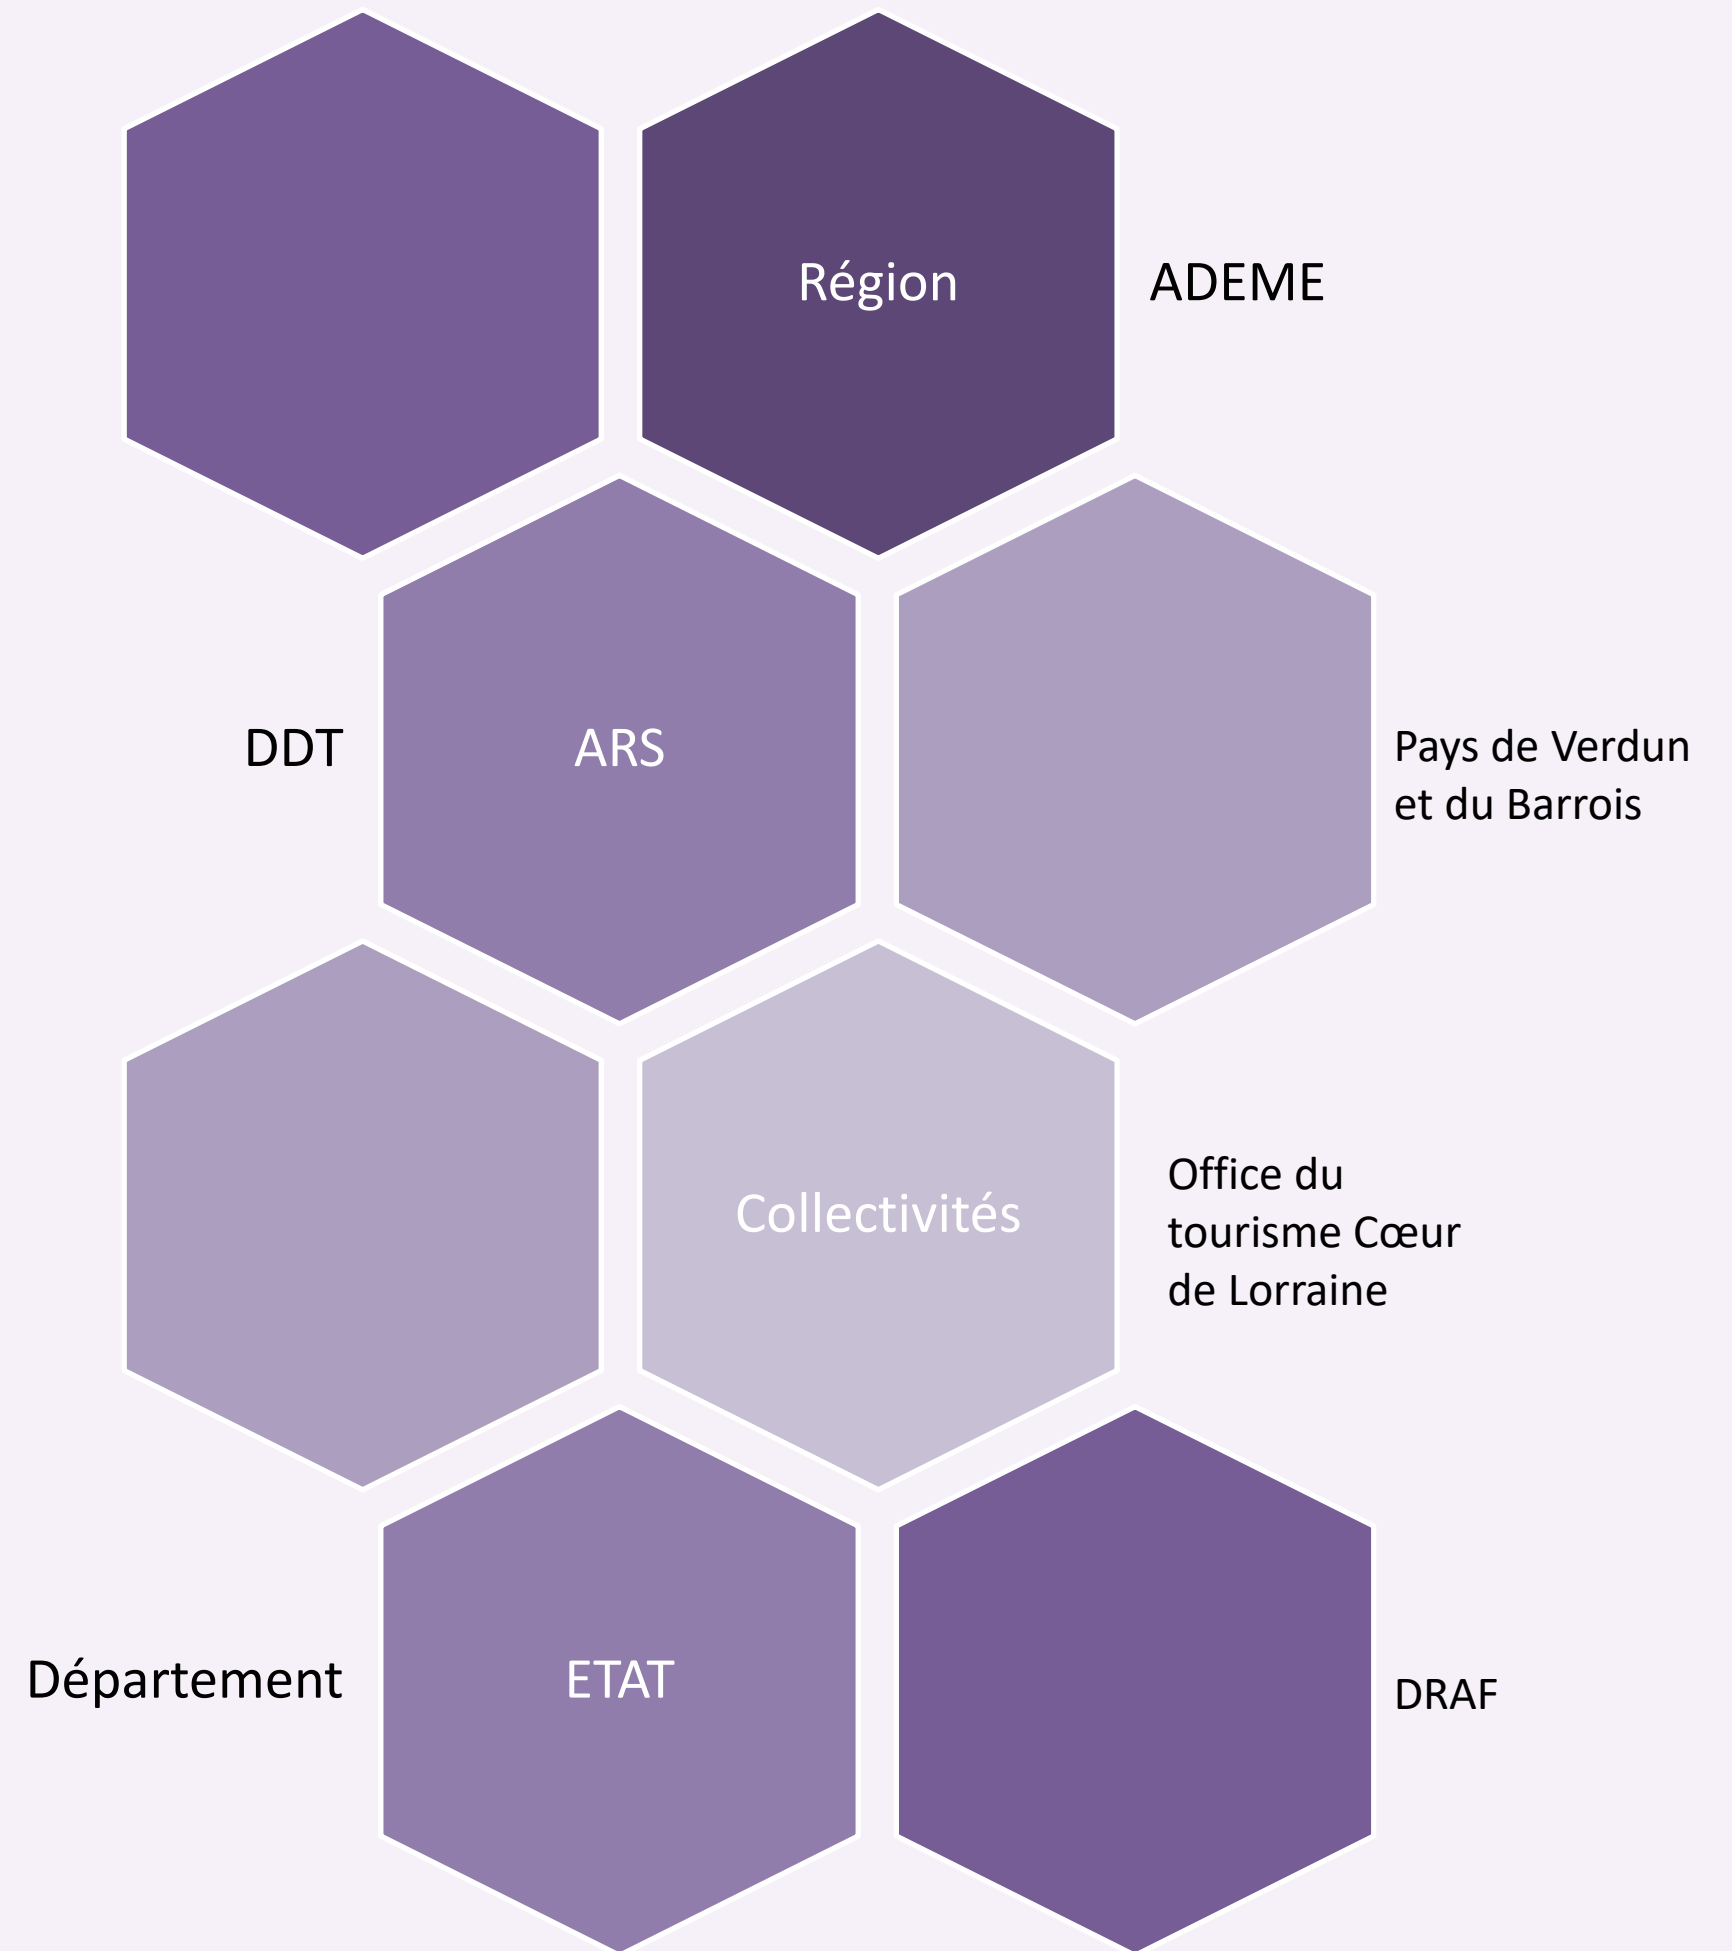 Région
ADEME
DDT
ARS
Pays de Verdun
et du Barrois
Collectivités
Office du
tourisme Cœur
de Lorraine
Département
ETAT
DRAF